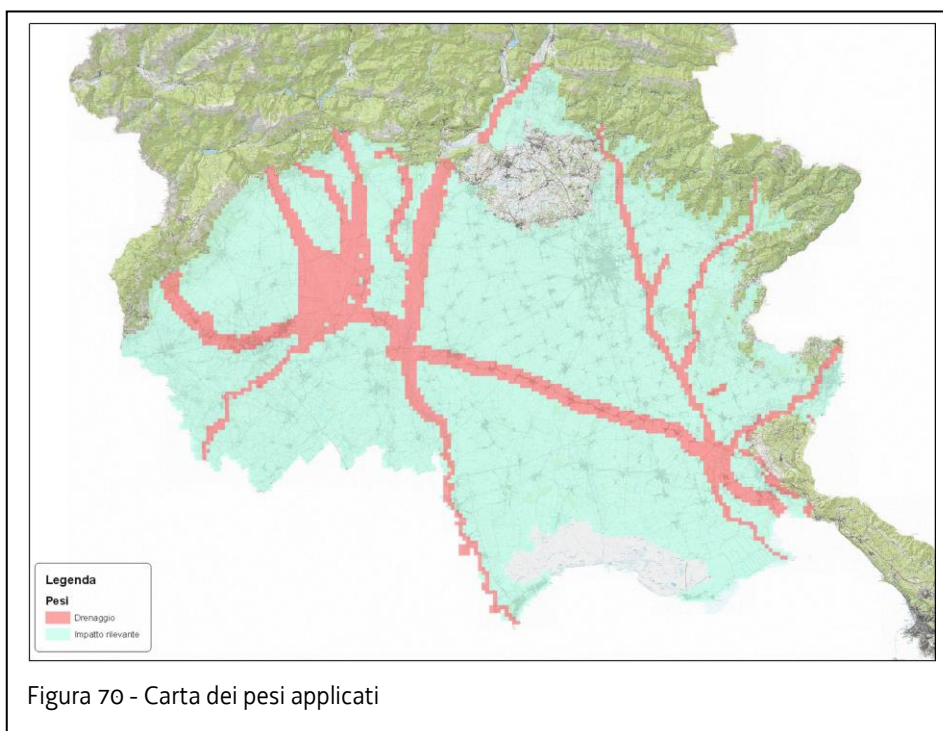 Legenda
Pesi
Drenaggio
Impatto rilevante
Figura 70 - Carta dei pesi applicati